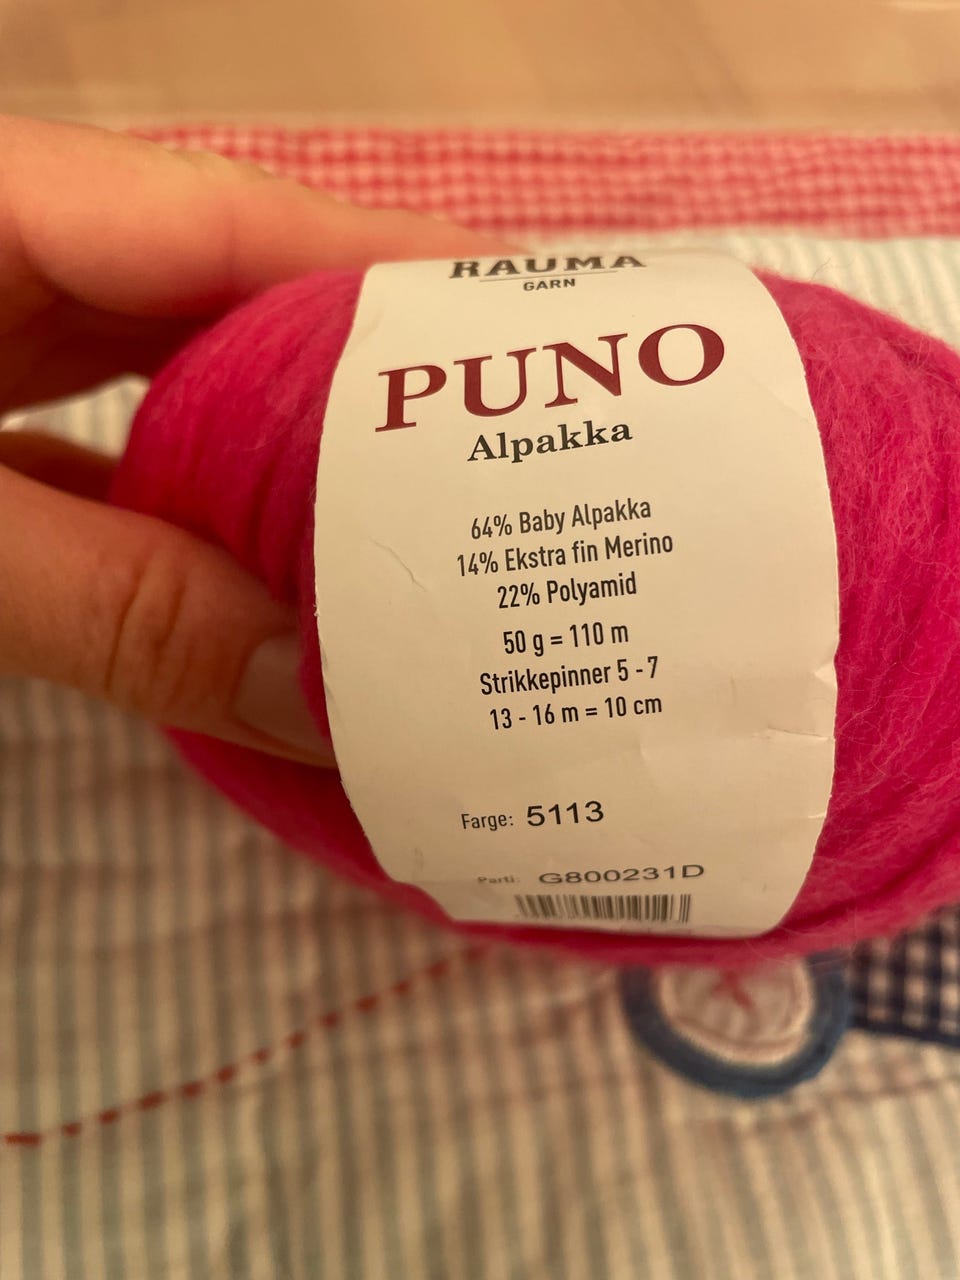 RAUMA
GARN
PUNO
Alpakka
64% Baby Alpakka
14% Ekstra fin Merino
22% Polyamid
50 g = 110 m
Strikkepinner 5 - 7
13 - 16 m = 10 cm
Farge: 5113
Parti: G800231D